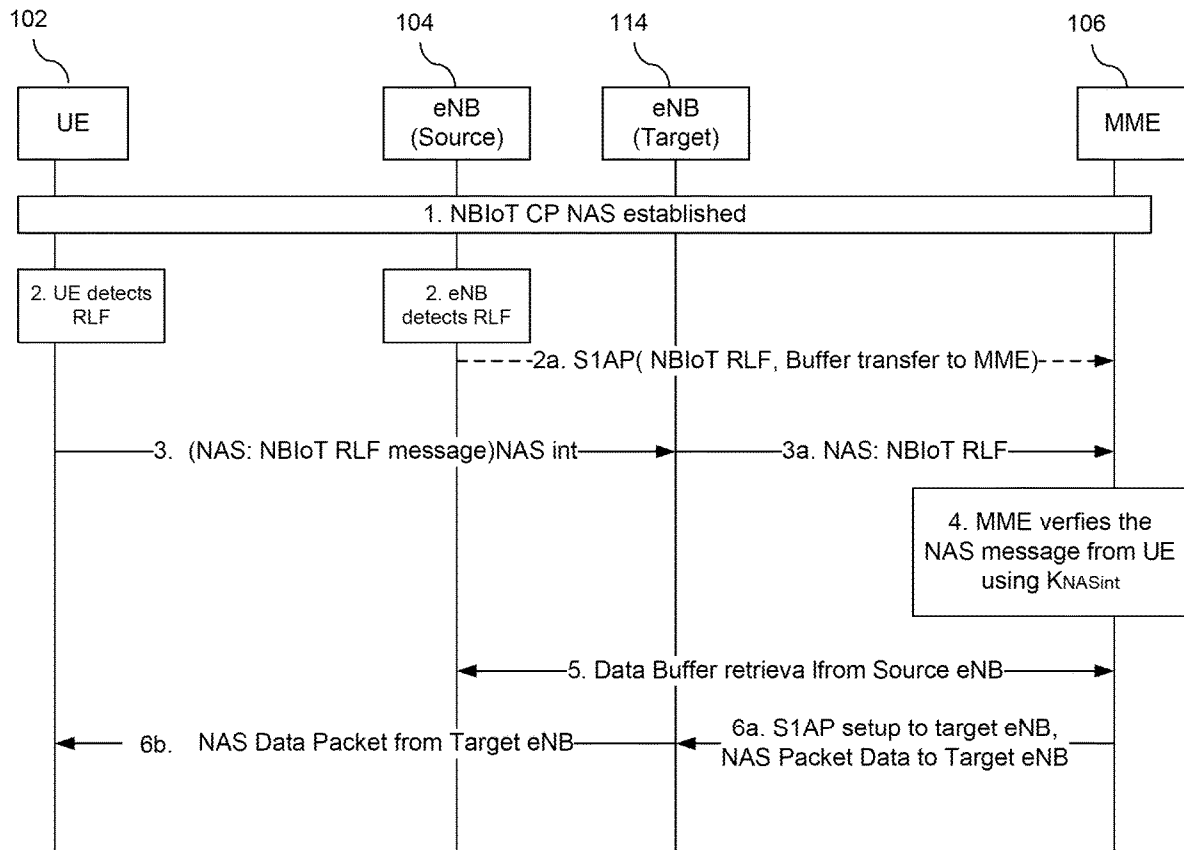 102
104
114
106
UE
eNB
(Source)
eNB
(Target)
MME
1. NBIoT CP NAS established
2. UE detects
RLF
2. eNB
detects RLF
2a. S1AP( NBIoT RLF, Buffer transfer to MME)
3. (NAS: NBIoT RLF message)NAS int
3a. NAS: NBIoT RLF
4. MME verfies the
NAS message from UE
using KNASint
5. Data Buffer retrieva lfrom Source eNB
6b. NAS Data Packet from Target eNB
6a. S1AP setup to target eNB,
NAS Packet Data to Target eNB